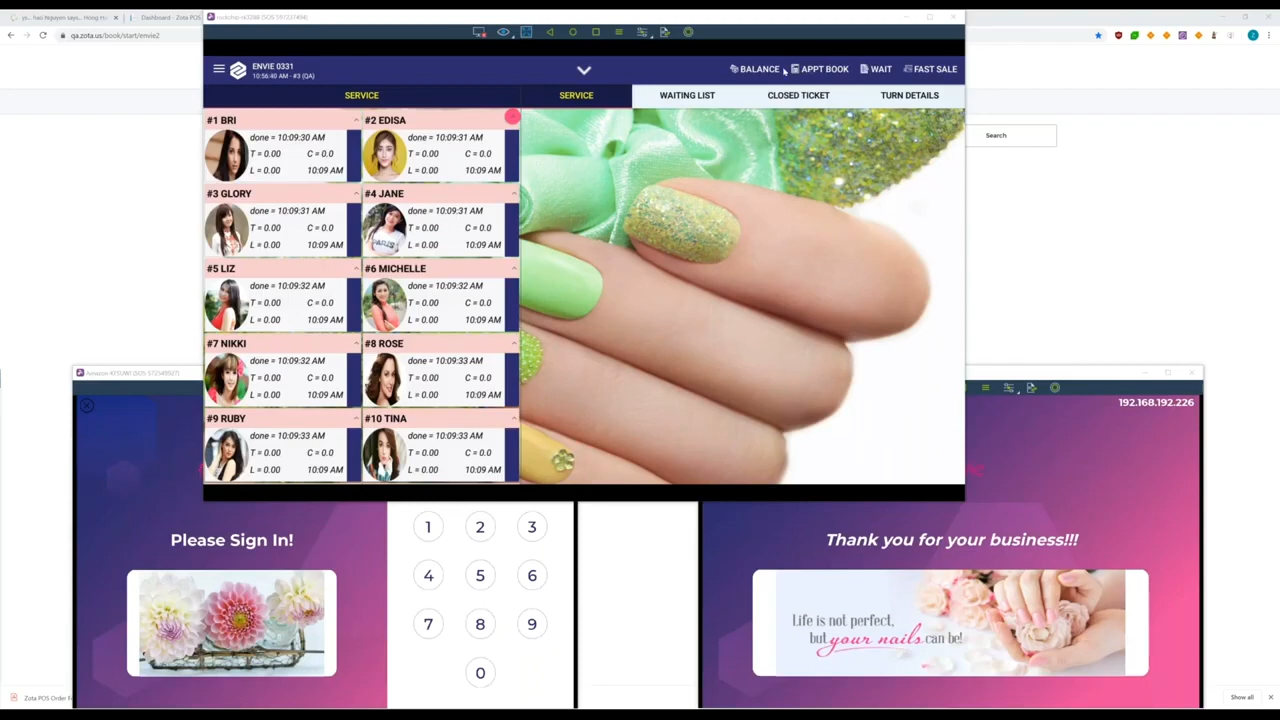 Dashboard - Zota POS
qa.zota.us/book/start/envie2
ENVIE 0331
10:56:40 AM - #3 (QA)
BALANCE
APPT BOOK
WAIT
FAST SALE
SERVICE
SERVICE
WAITING LIST
CLOSED TICKET
TURN DETAILS
Search
#1 BRI
done = 10:09:30 AM
T = 0.00 C = 0.0
L = 0.00 10:09 AM
#2 EDISA
done = 10:09:31 AM
T = 0.00 C = 0.0
L = 0.00 10:09 AM
#3 GLORY
done = 10:09:31 AM
T = 0.00 C = 0.0
L = 0.00 10:09 AM
#4 JANE
PARIS
done = 10:09:31 AM
T = 0.00 C = 0.0
L = 0.00 10:09 AM
#5 LIZ
done = 10:09:32 AM
T = 0.00 C = 0.0
L = 0.00 10:09 AM
#6 MICHELLE
done = 10:09:32 AM
T = 0.00 C = 0.0
L = 0.00 10:09 AM
#7 NIKKI
done = 10:09:32 AM
T = 0.00 C = 0.0
L = 0.00 10:09 AM
#8 ROSE
done = 10:09:33 AM
T = 0.00 C = 0.0
L = 0.00 10:09 AM
#9 RUBY
done = 10:09:33 AM
T = 0.00 C = 0.0
L = 0.00 10:09 AM
#10 TINA
done = 10:09:33 AM
T = 0.00 C = 0.0
L = 0.00 10:09 AM
192.168.192.226
Please Sign In!
1 2 3
4 5 6
7 8 9
0
Thank you for your business!!!
Life is not perfect,
but your nails can be!
Zota POS Order
Show all